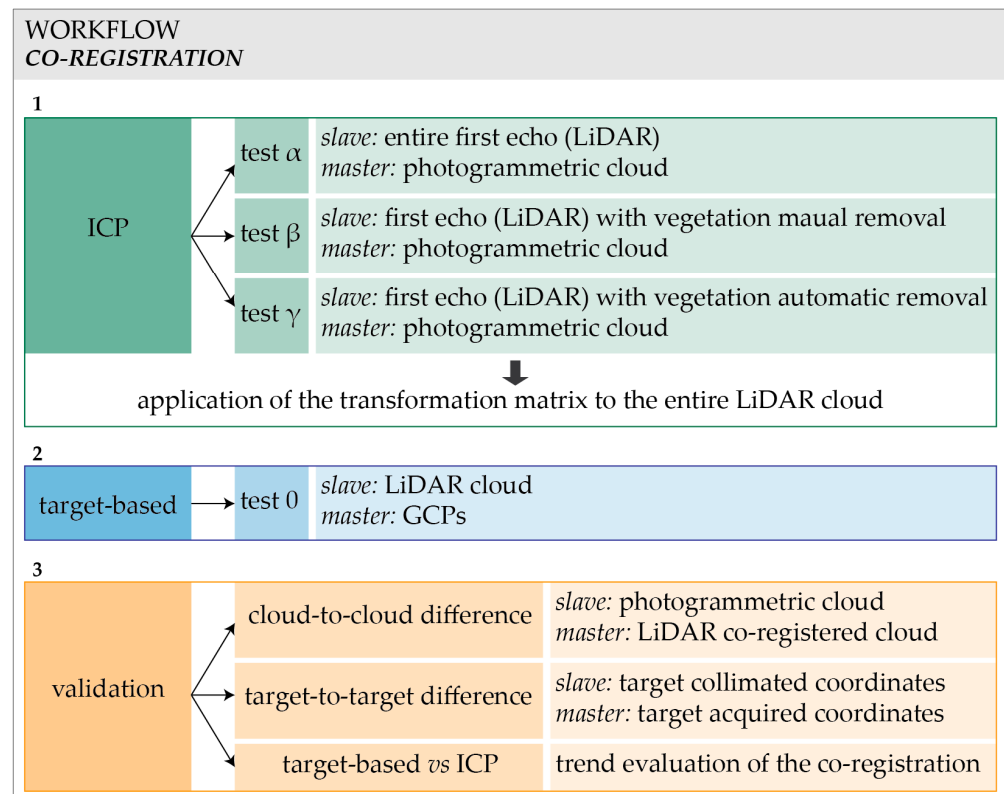 WORKFLOW
CO-REGISTRATION
1
ICP
test α
slave: entire first echo (LiDAR)
master: photogrammetric cloud
test β
slave: first echo (LiDAR) with vegetation maual removal
master: photogrammetric cloud
test γ
slave: first echo (LiDAR) with vegetation automatic removal
master: photogrammetric cloud
application of the transformation matrix to the entire LiDAR cloud
2
target-based
test 0
slave: LiDAR cloud
master: GCPs
3
validation
cloud-to-cloud difference
slave: photogrammetric cloud
master: LiDAR co-registered cloud
target-to-target difference
slave: target collimated coordinates
master: target acquired coordinates
target-based vs ICP
trend evaluation of the co-registration